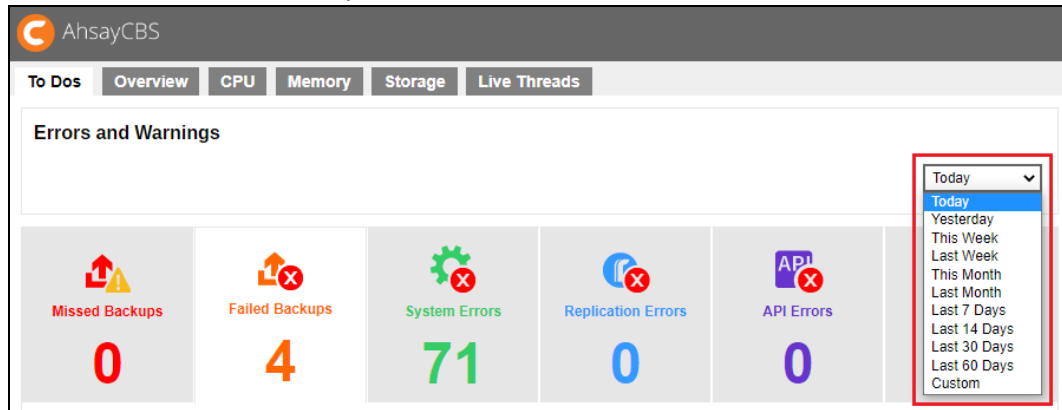 AhsayCBS
To Dos Overview CPU Memory Storage Live Threads
Errors and Warnings
Today
Today
Yesterday
This Week
Last Week
This Month
Last Month
Last 7 Days
Last 14 Days
Last 30 Days
Last 60 Days
Custom
API
Missed Backups Failed Backups System Errors Replication Errors API Errors
0 4 71 0 0